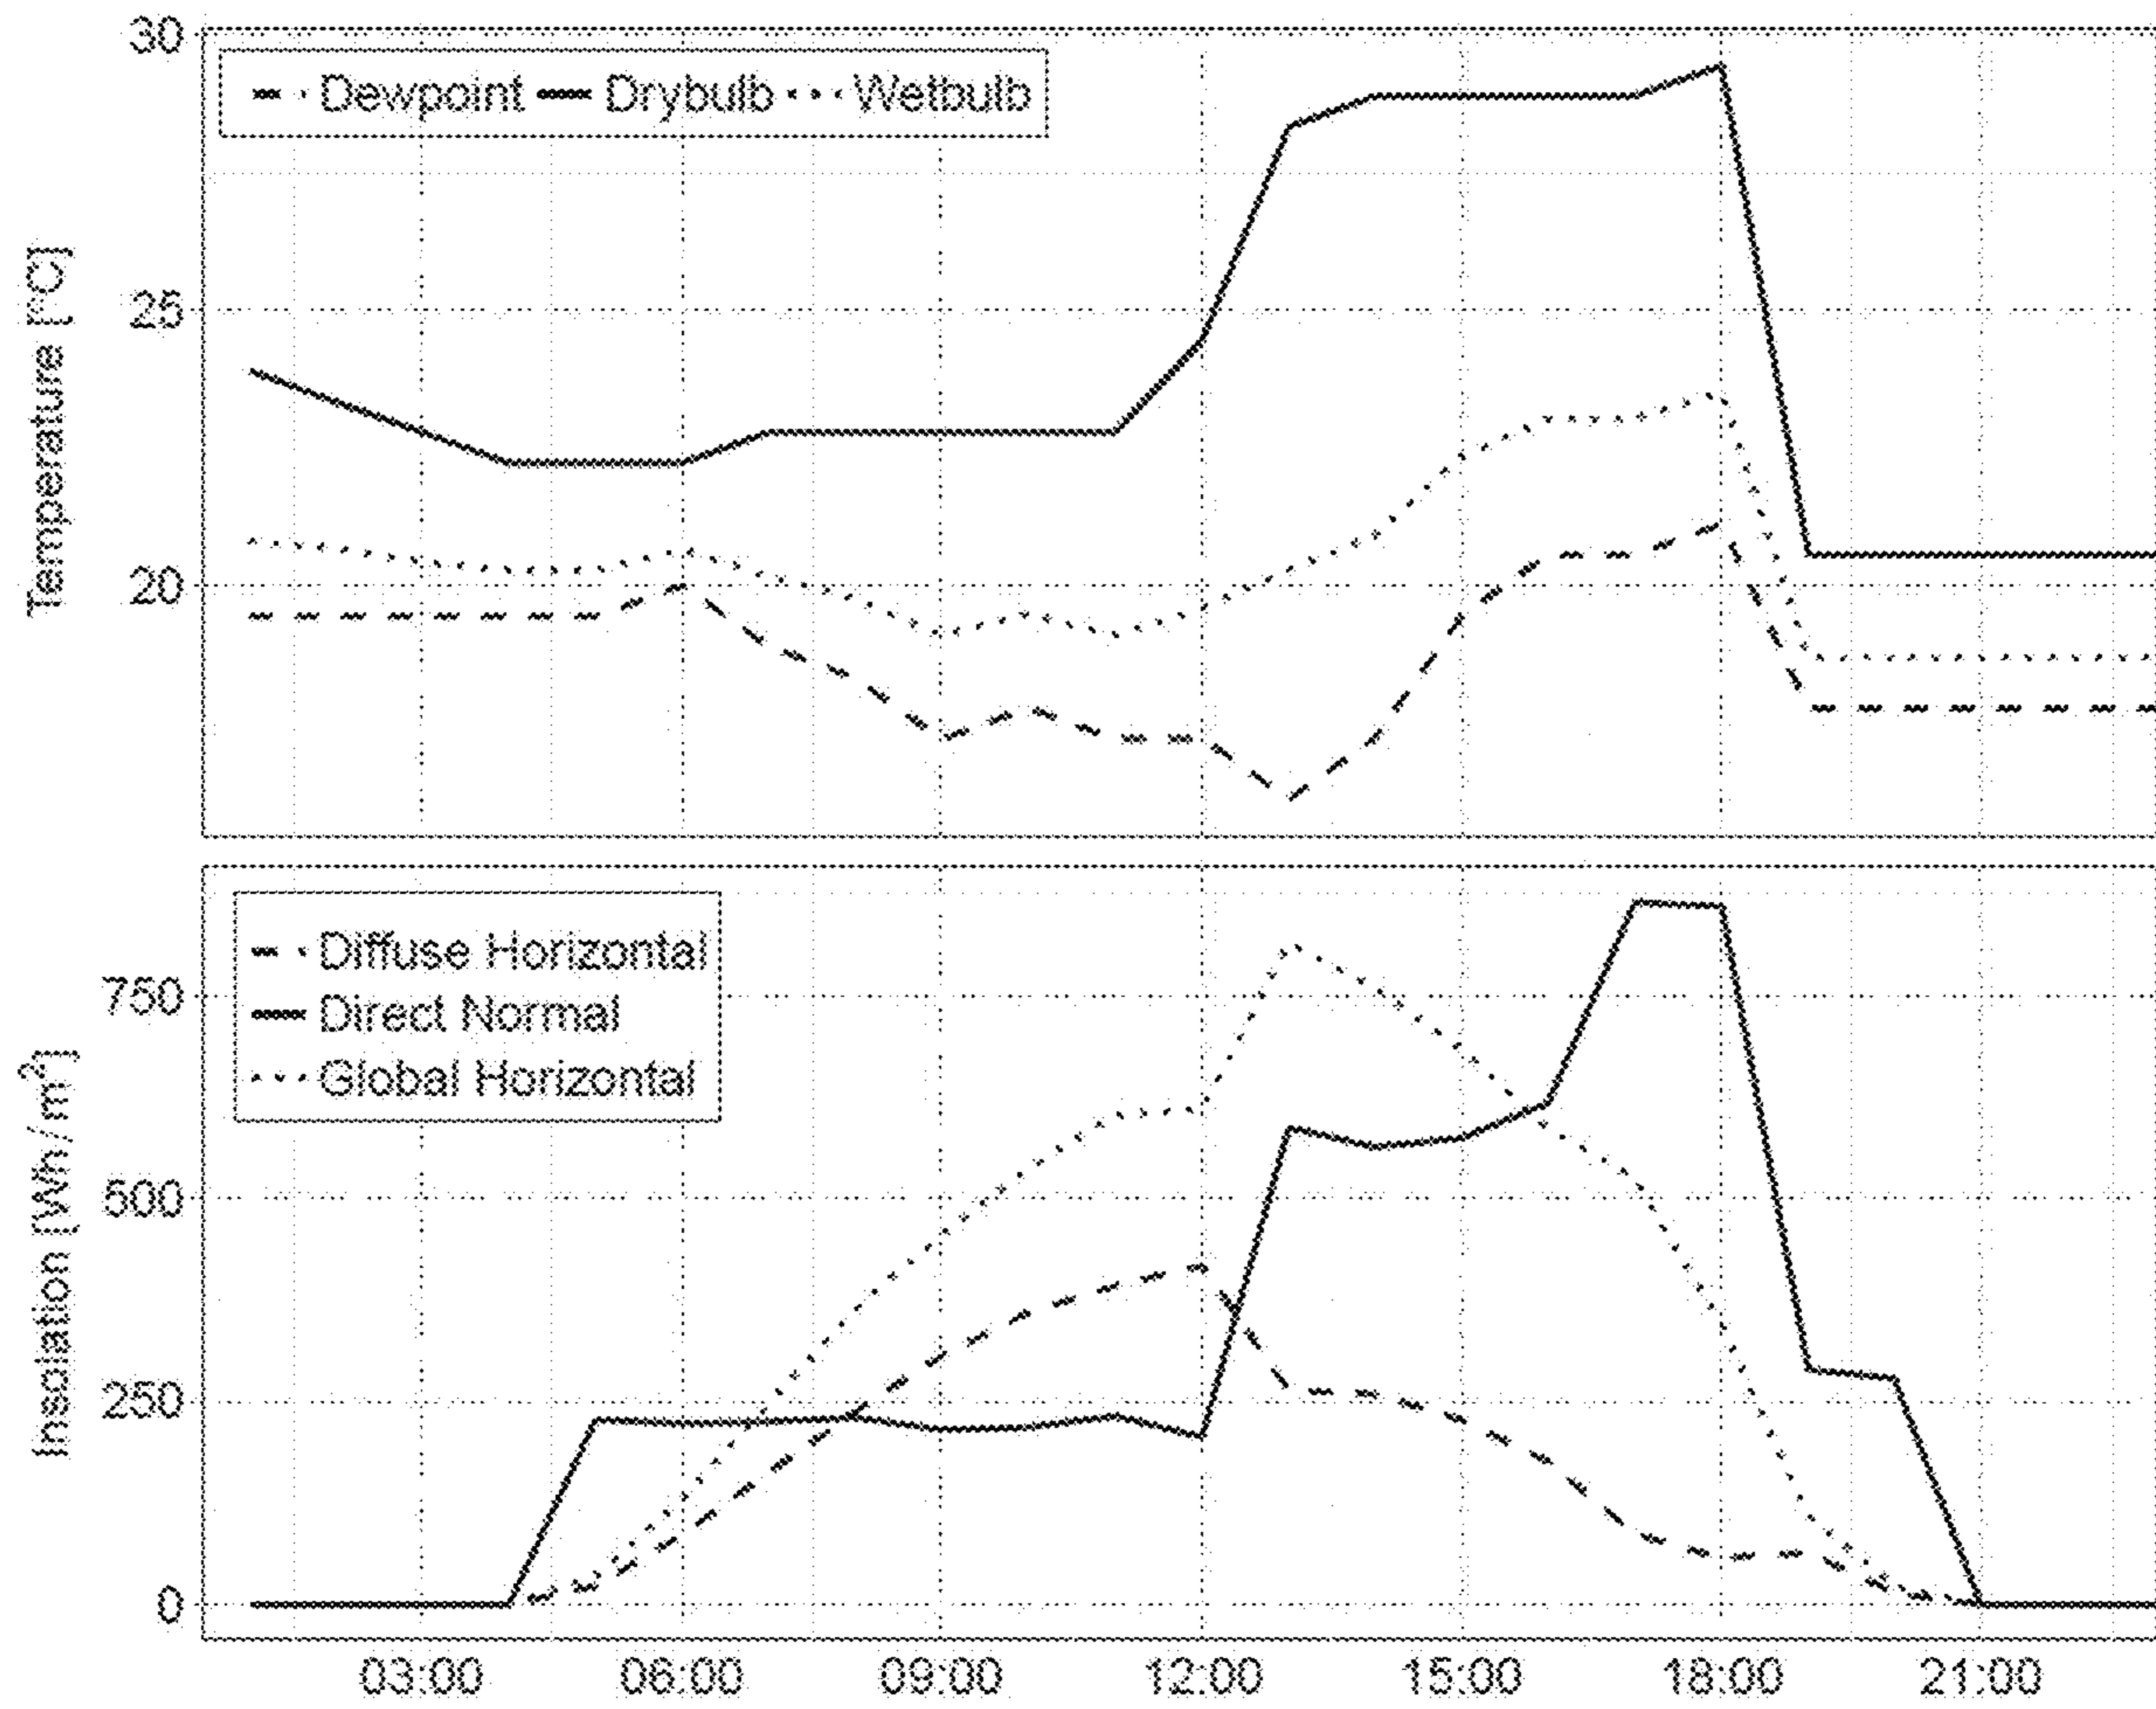 30
Dewpoint Drybulb Wetbulb
25
20
Temperature [°C]
Diffuse Horizontal
Direct Normal
Global Horizontal
750
500
250
0
Insolation [Wh/m²]
03:00 06:00 09:00 12:00 15:00 18:00 21:00